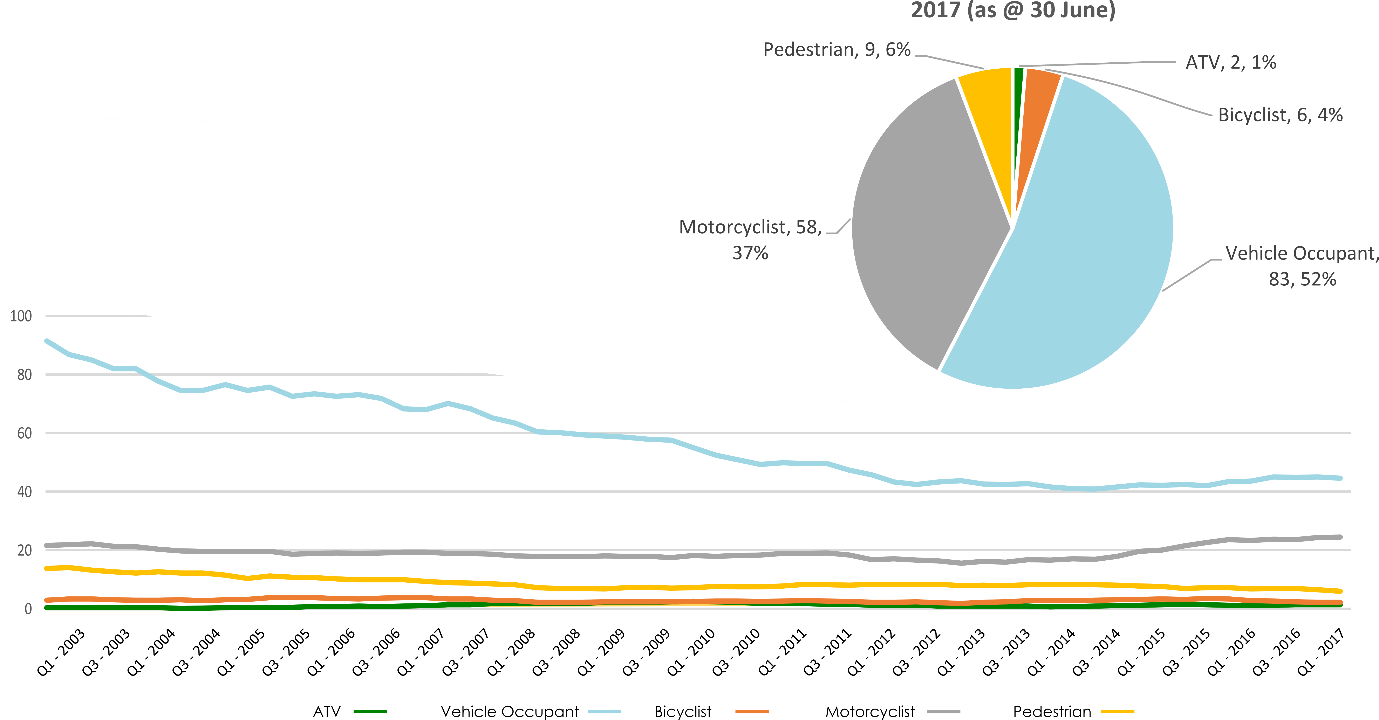 2017 (as @ 30 June)
Pedestrian, 9, 6%
ATV, 2, 1%
Bicyclist, 6, 4%
Motorcyclist, 58,
37%
Vehicle Occupant,
83, 52%
100
80
60
40
20
0
Q1 - 2003
Q3 - 2003
Q1 - 2004
Q3 - 2004
Q1 - 2005
Q3 - 2005
Q1 - 2006
Q3 - 2006
Q1 - 2007
Q3 - 2007
Q1 - 2008
Q3 - 2008
Q1 - 2009
Q3 - 2009
Q1 - 2010
Q3 - 2010
Q1 - 2011
Q3 - 2011
Q1 - 2012
Q3 - 2012
Q1 - 2013
Q3 - 2013
Q1 - 2014
Q3 - 2014
Q1 - 2015
Q3 - 2015
Q1 - 2016
Q3 - 2016
Q1 - 2017
ATV Vehicle Occupant Bicyclist Motorcyclist Pedestrian